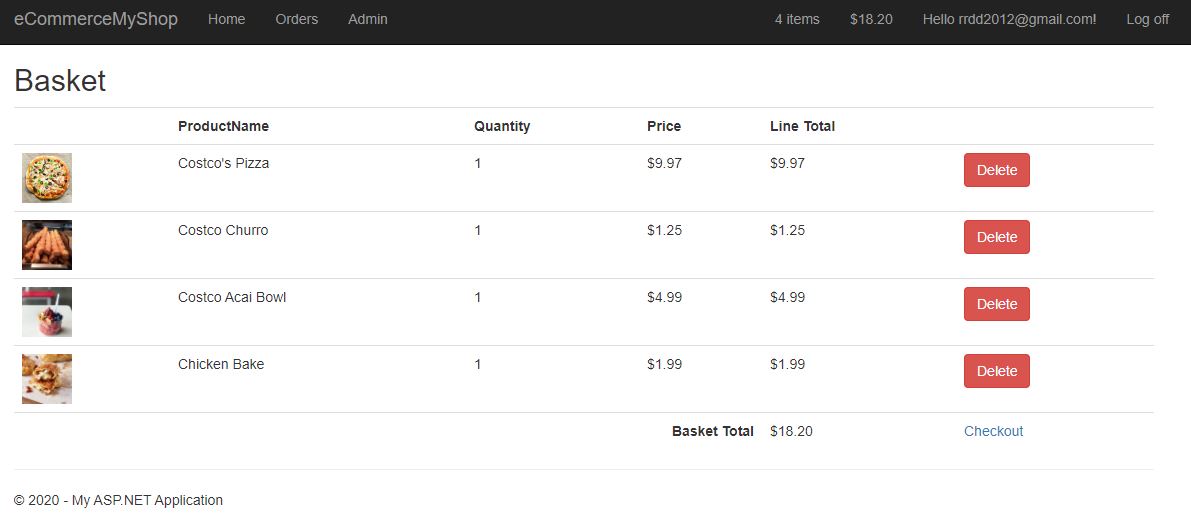 eCommerceMyShop Home Orders Admin 4 items $18.20 Hello rrdd2012@gmail.com! Log off
Basket
ProductName Quantity Price Line Total
Costco's Pizza 1 $9.97 $9.97 Delete
Costco Churro 1 $1.25 $1.25 Delete
Costco Acai Bowl 1 $4.99 $4.99 Delete
Chicken Bake 1 $1.99 $1.99 Delete
Basket Total $18.20 Checkout
© 2020 - My ASP.NET Application